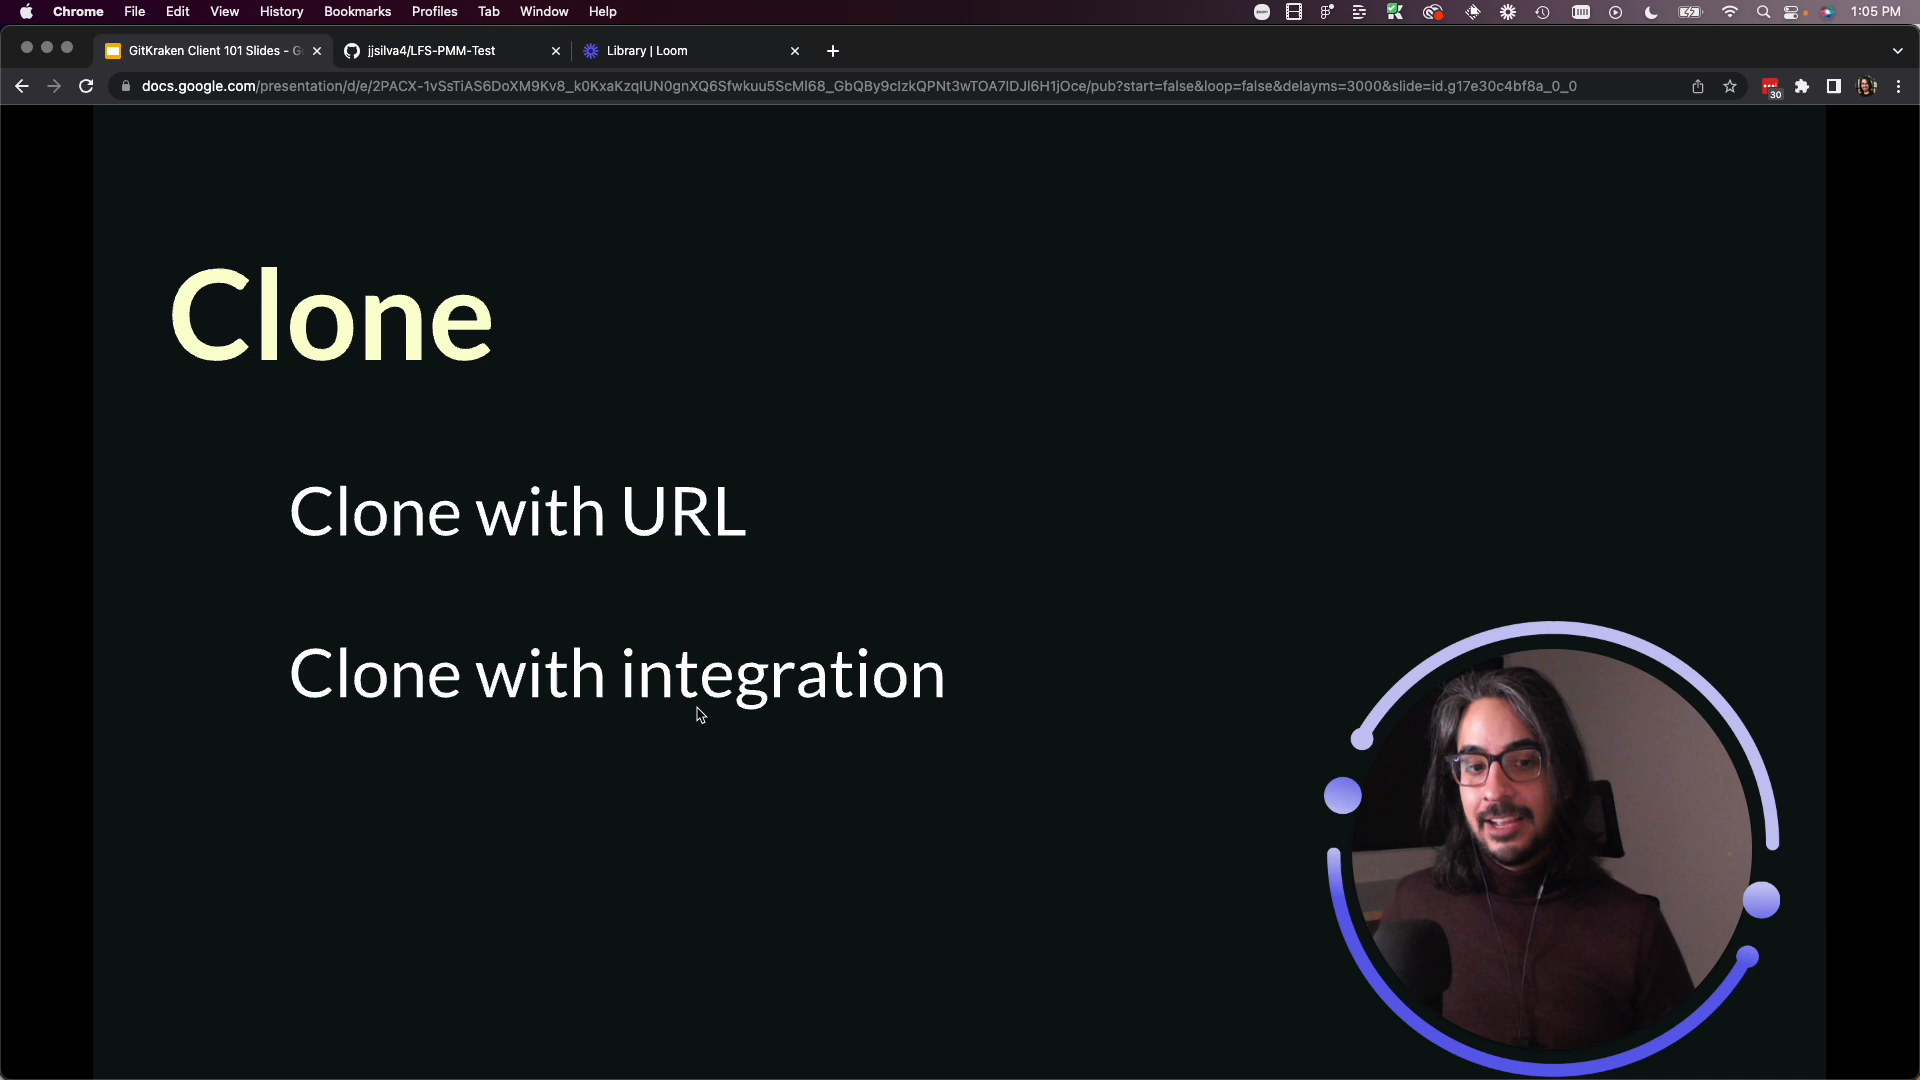 Chrome File Edit View History Bookmarks Profiles Tab Window Help 1:05 PM
GitKraken Client 101 Slides - G jjsilva4/LFS-PMM-Test Library | Loom
docs.google.com/presentation/d/e/2PACX-1vSsTiAS6DoXM9Kv8_k0KxaKzqIUN0gnXQ6Sfwkuu5ScMl68_GbQBy9cIzkQPNt3wTOA7IDJl6H1jOce/pub?start=false&loop=false&delayms=3000&slide=id.g17e30c4bf8a_0_0
30
Clone
Clone with URL
Clone with integration